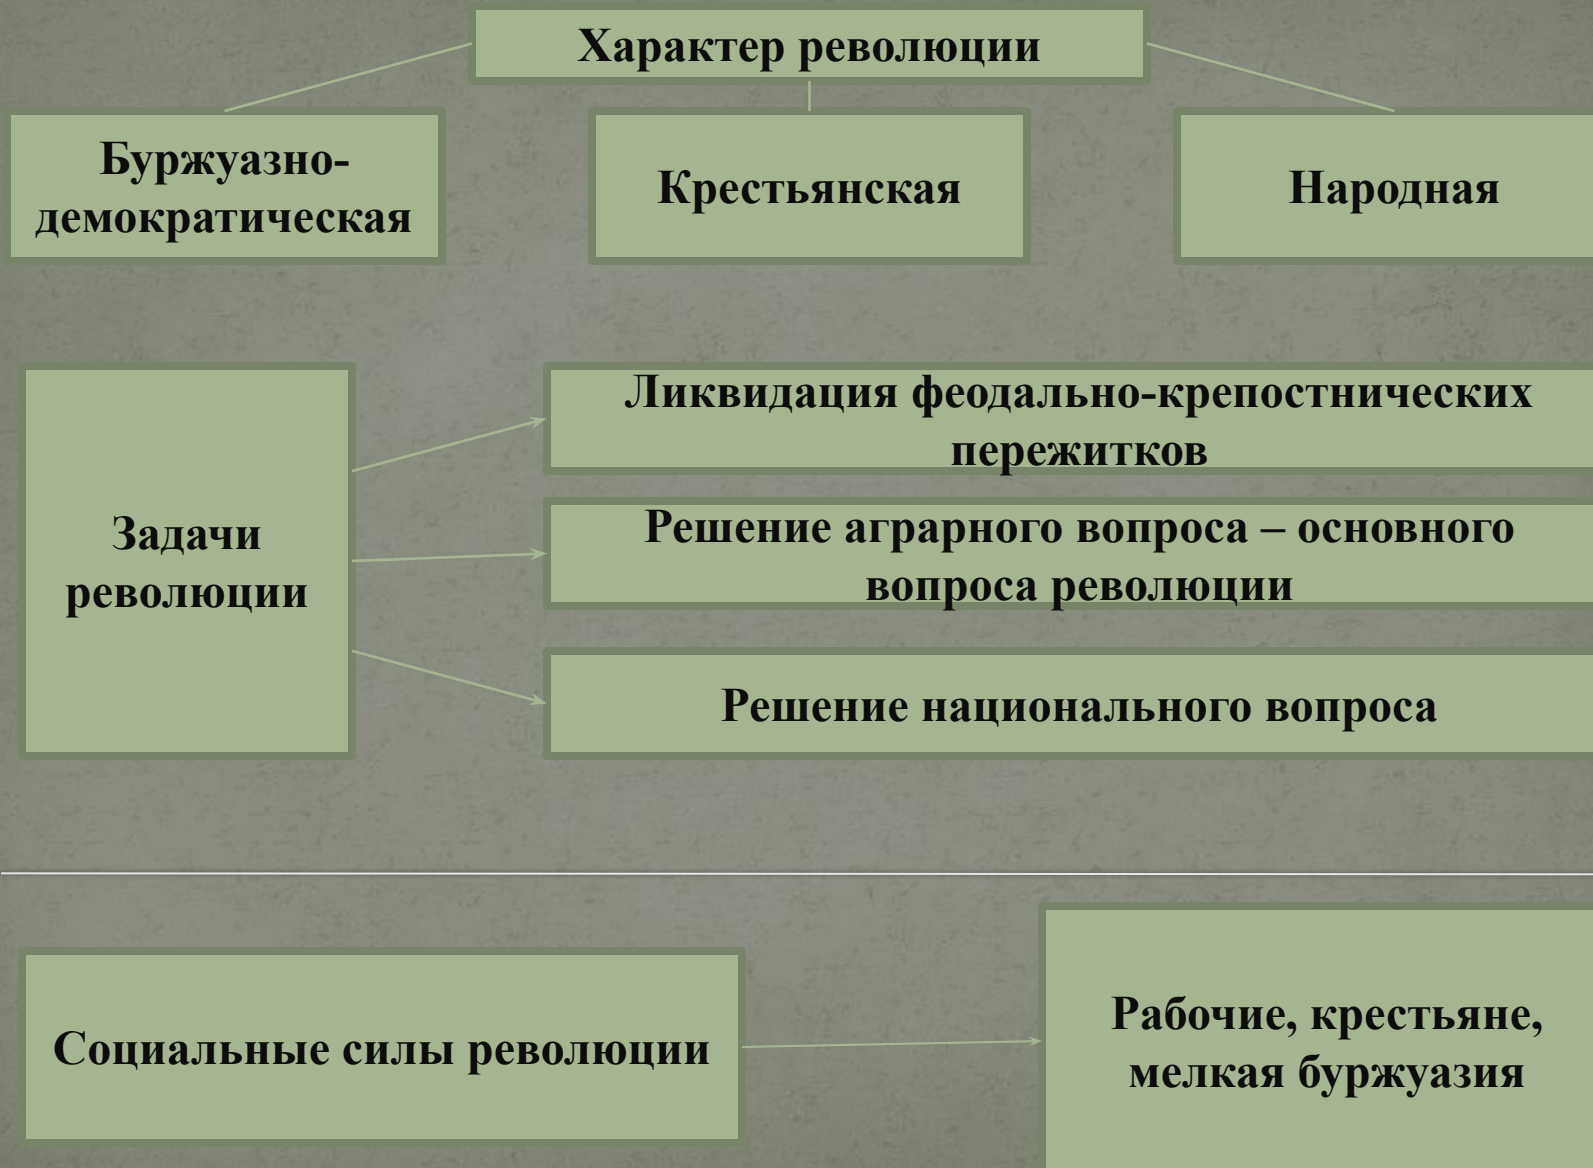 Характер революции
Буржуазно-
демократическая
Крестьянская
Народная
Задачи
революции
Ликвидация феодально-крепостнических
пережитков
Решение аграрного вопроса – основного
вопроса революции
Решение национального вопроса
Социальные силы революции
Рабочие, крестьяне,
мелкая буржуазия